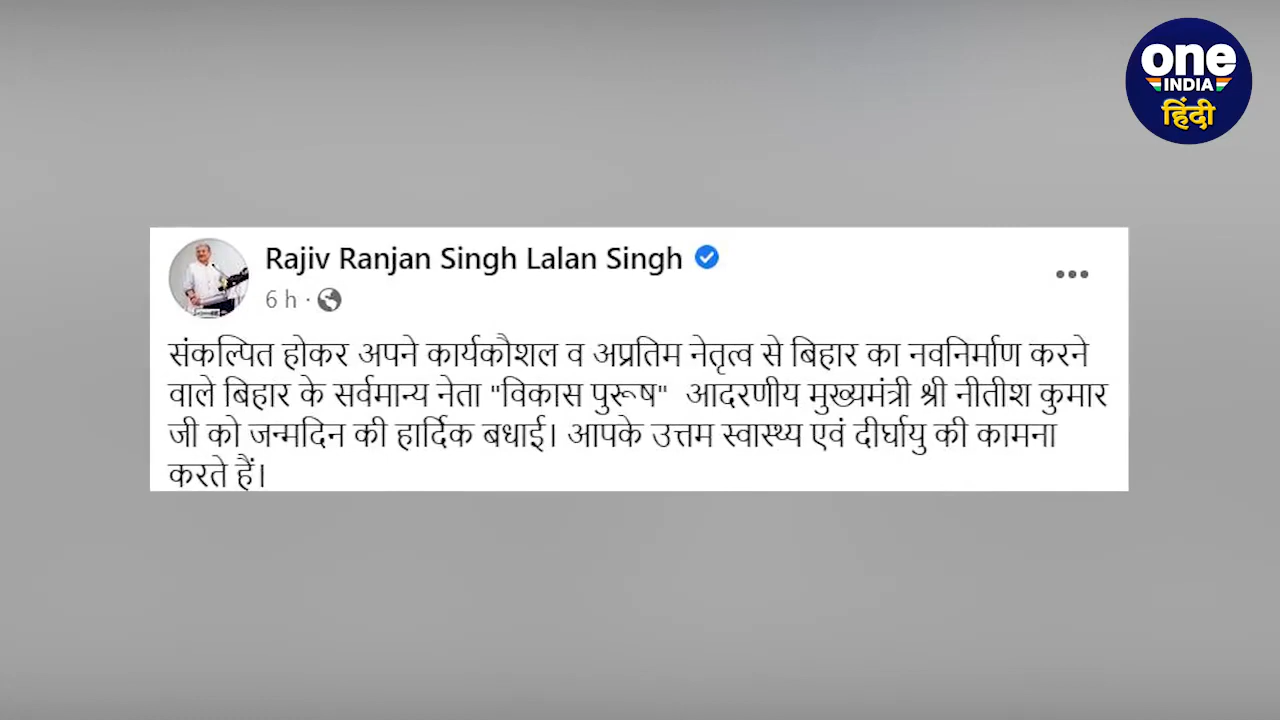 one
INDIA
हिंदी
Rajiv Ranjan Singh Lalan Singh
6 h ·
संकल्पित होकर अपने कार्यकौशल व अप्रतिम नेतृत्व से बिहार का नवनिर्माण करने
वाले बिहार के सर्वमान्य नेता "विकास पुरूष" आदरणीय मुख्यमंत्री श्री नीतीश कुमार
जी को जन्मदिन की हार्दिक बधाई। आपके उत्तम स्वास्थ्य एवं दीर्घायु की कामना
करते हैं।